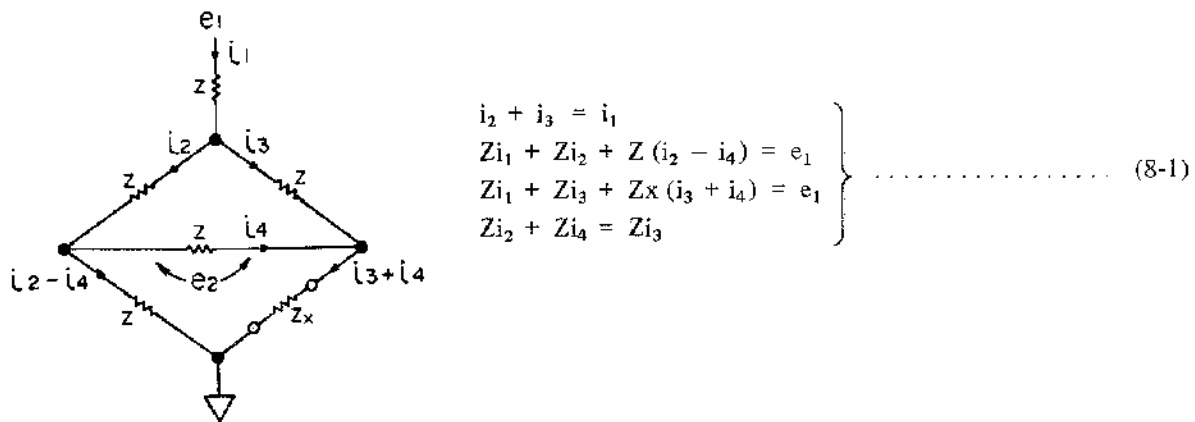 e1
i1
z
i2 i3
z z
z i4
i2-i4 e2 i3+i4
z zx
i₂ + i₃ = i₁
Zi₁ + Zi₂ + Z (i₂ − i₄) = e₁
Zi₁ + Zi₃ + Zx (i₃ + i₄) = e₁
Zi₂ + Zi₄ = Zi₃
. . . . . . . . . . . . . . (8-1)